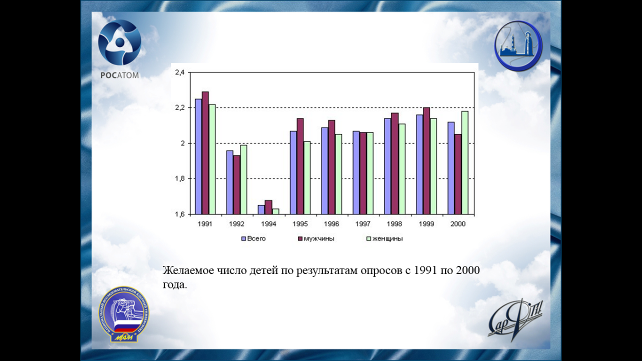 РОСАТОМ
2,4
2,2
2
1,8
1,6
1991 1992 1994 1995 1996 1997 1998 1999 2000
Всего мужчины женщины
Желаемое число детей по результатам опросов с 1991 по 2000
года.